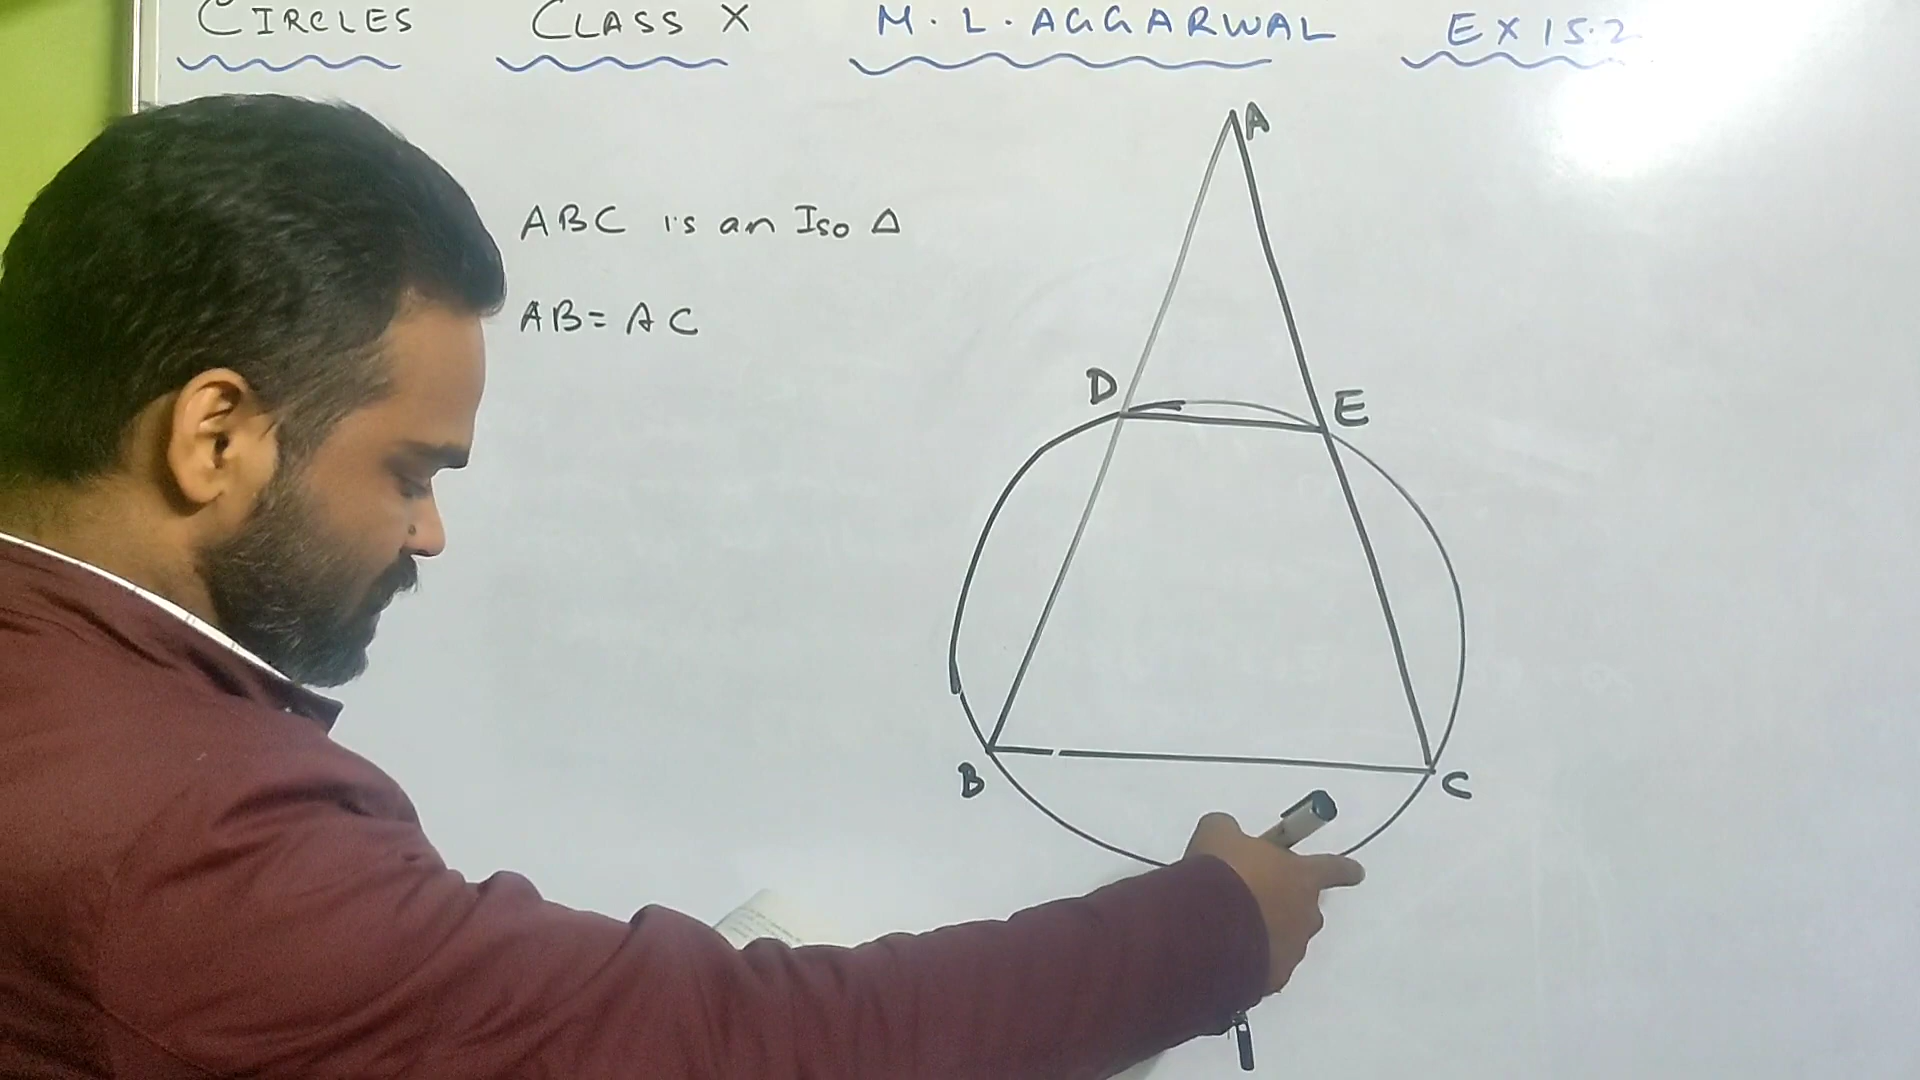 CIRCLES CLASS X M. L. AGGARWAL EX 15.2
ABC is an Iso Δ
AB = AC
A
D
E
B
C